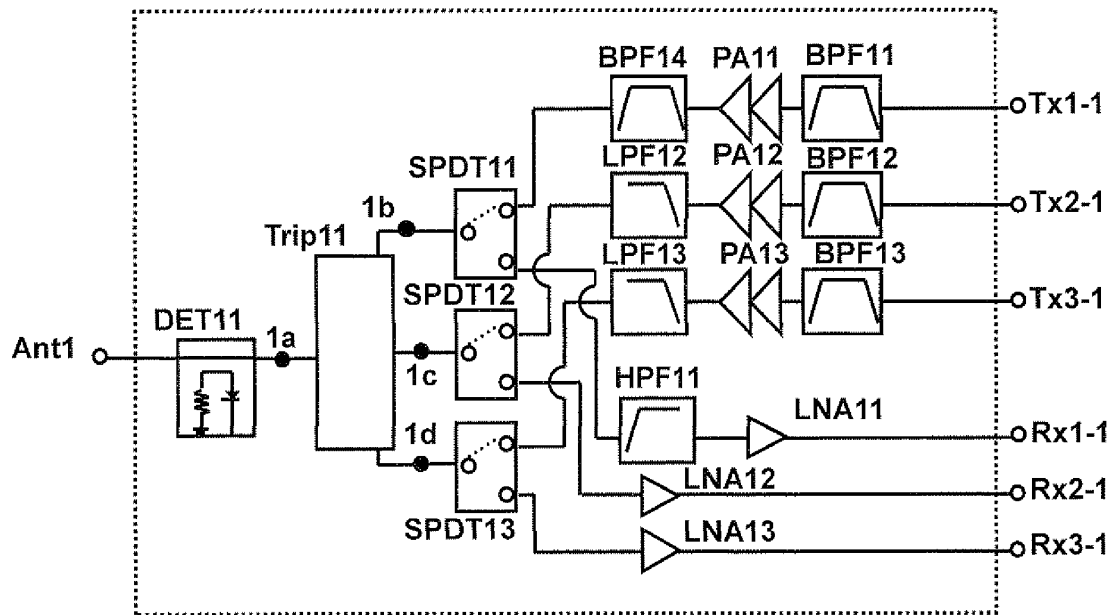 BPF14 PA11 BPF11
Tx1-1
SPDT11 LPF12 PA12 BPF12
1b
Tx2-1
Trip11
LPF13 PA13 BPF13
SPDT12
Tx3-1
DET11
Ant1
1a
1c
HPF11
LNA11
1d
Rx1-1
LNA12
Rx2-1
SPDT13
LNA13
Rx3-1